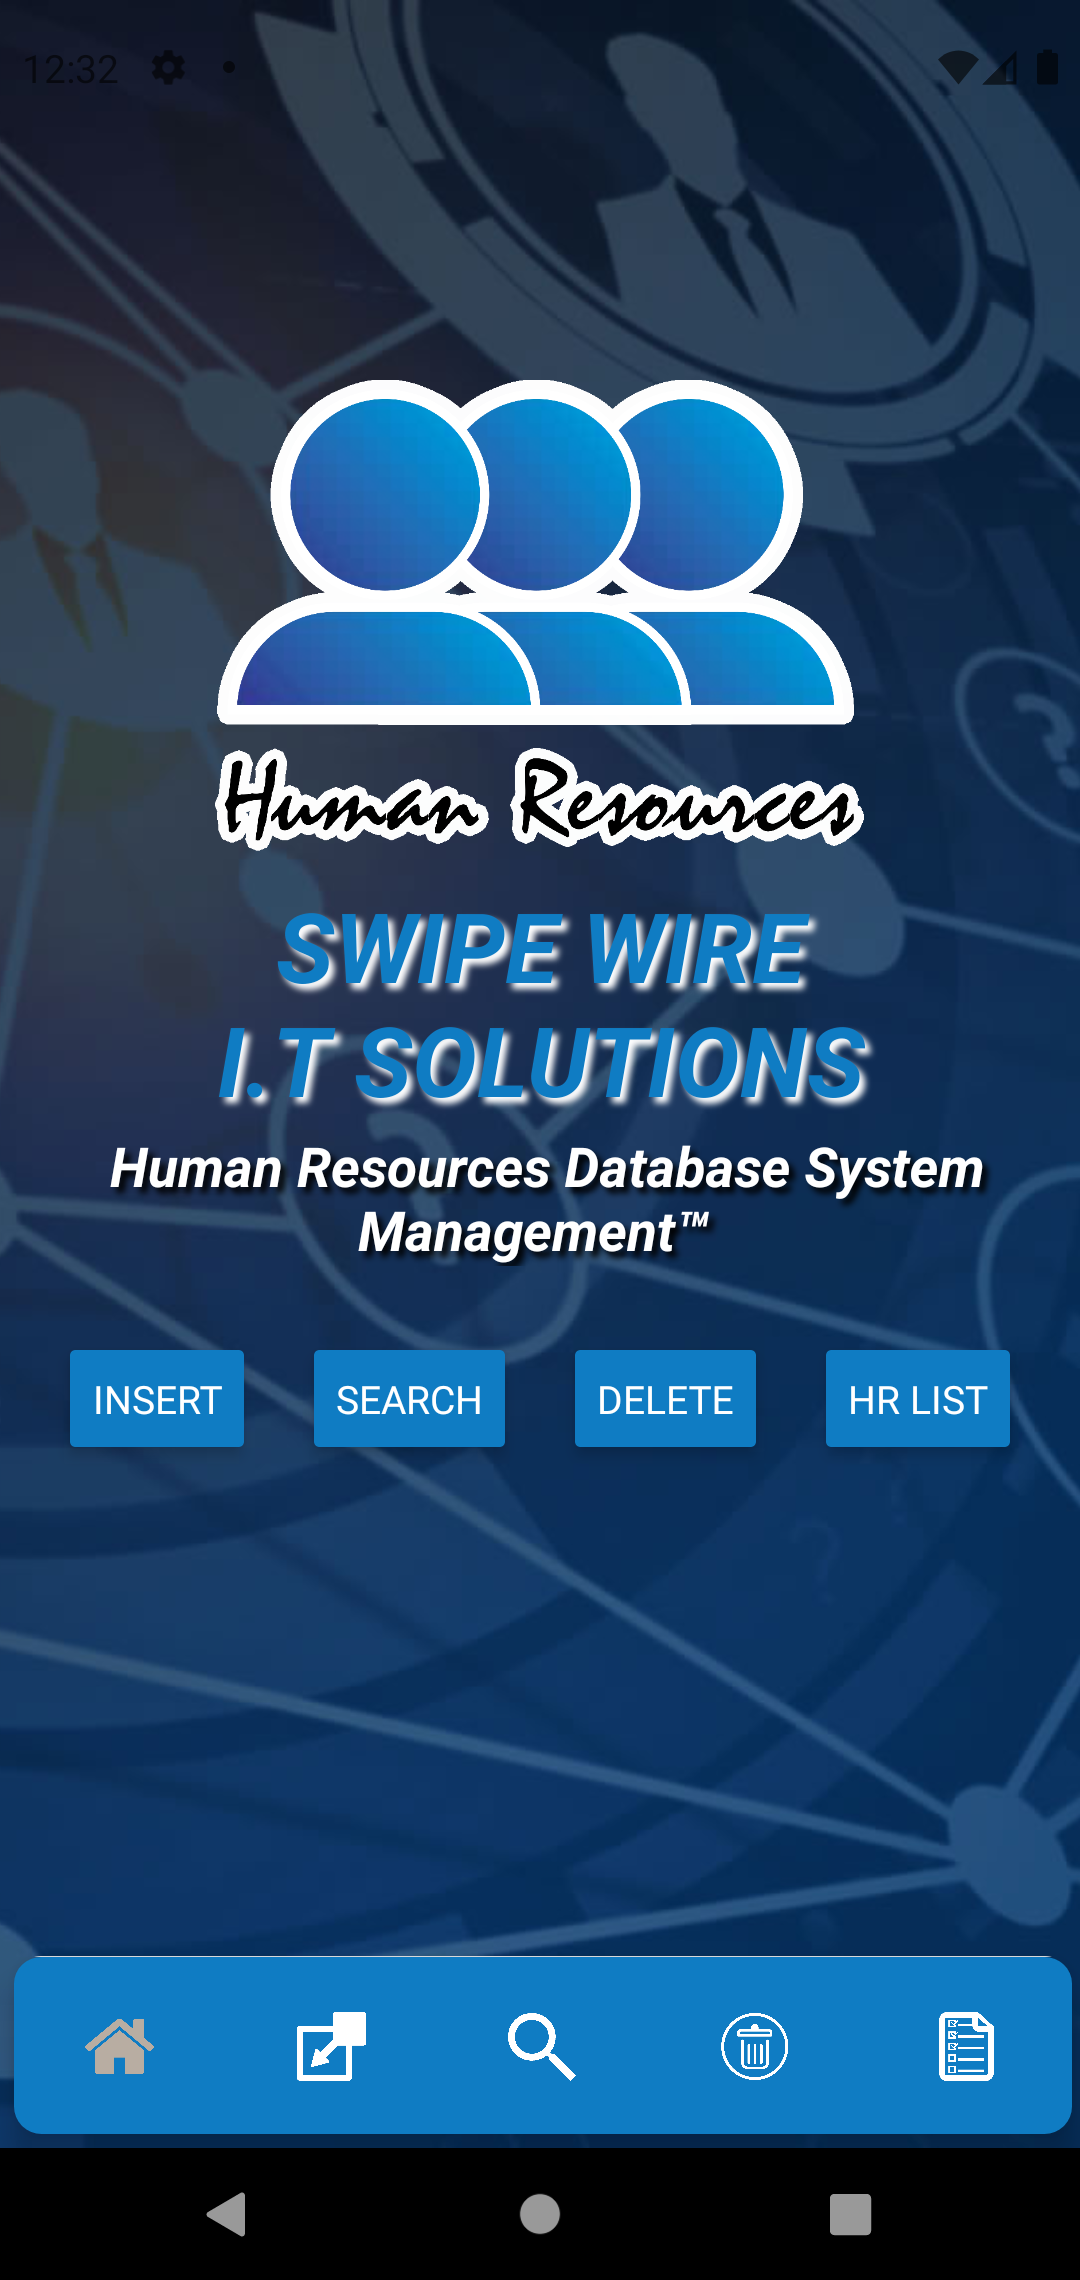 12:32
Human Resources
SWIPE WIRE
I.T SOLUTIONS
Human Resources Database System
Management™
INSERT
SEARCH
DELETE
HR LIST